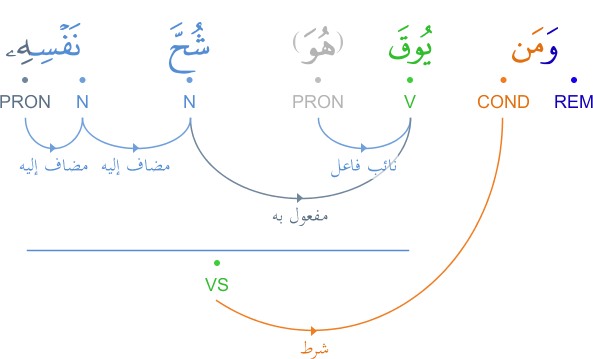 وَمَن يُوقَ (هُوَ) شُحَّ نَفْسِهِۦ
REM COND V PRON N N PRON
نائب فاعل مضاف إليه مضاف إليه
مفعول به
VS
شرط